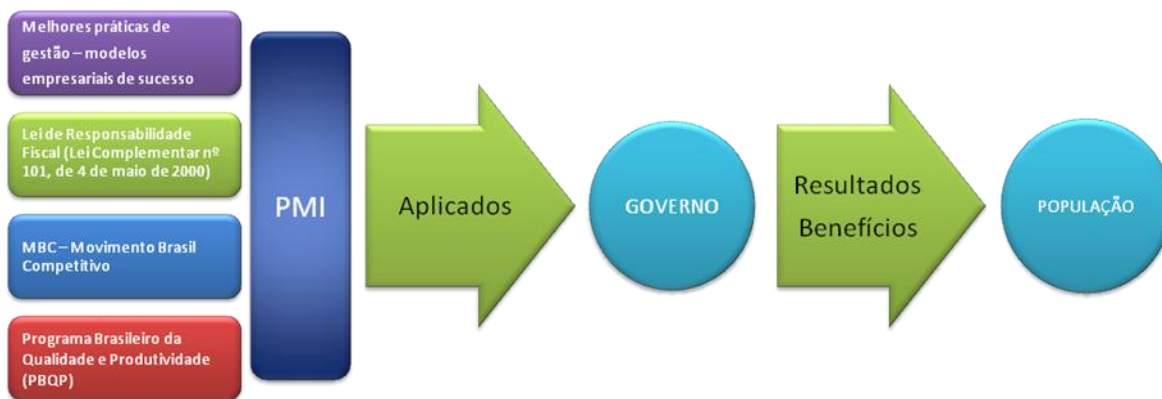 Melhores práticas de
gestão – modelos
empresariais de sucesso
Lei de Responsabilidade
Fiscal (Lei Complementar nº
101, de 4 de maio de 2000)
MBC – Movimento Brasil
Competitivo
Programa Brasileiro da
Qualidade e Produtividade
(PBQP)
PMI
Aplicados
GOVERNO
Resultados
Benefícios
POPULAÇÃO